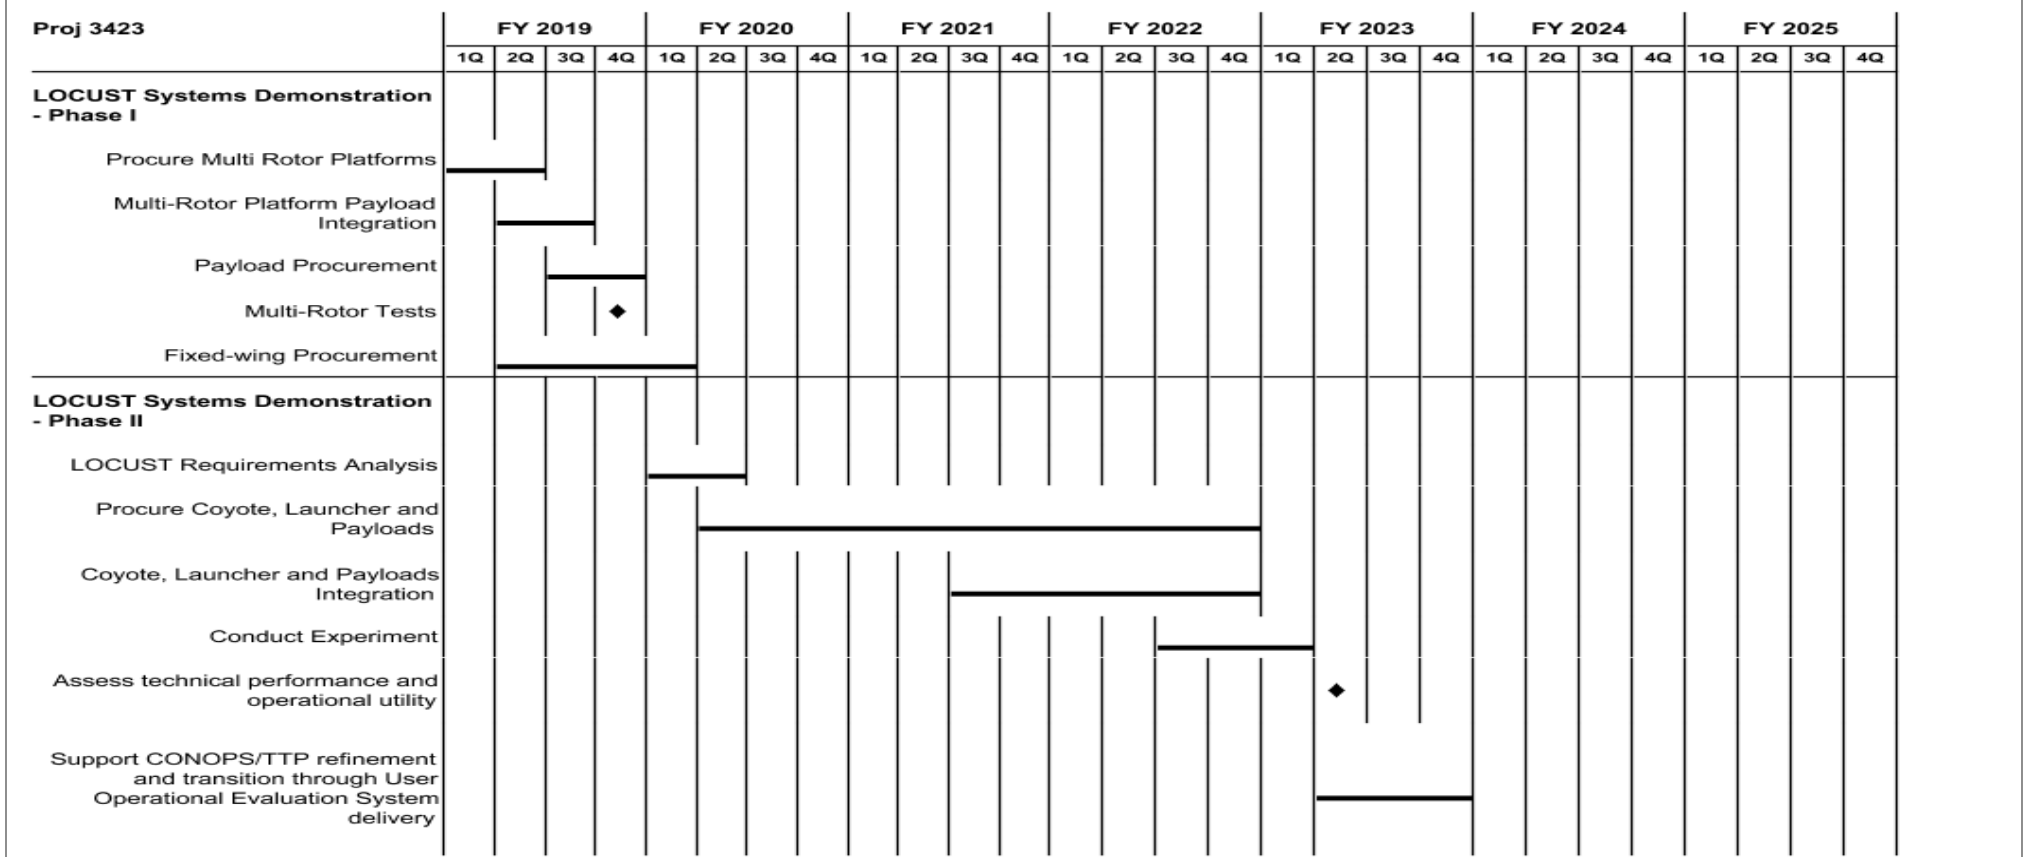 Proj 3423 FY 2019 FY 2020 FY 2021 FY 2022 FY 2023 FY 2024 FY 2025
1Q 2Q 3Q 4Q 1Q 2Q 3Q 4Q 1Q 2Q 3Q 4Q 1Q 2Q 3Q 4Q 1Q 2Q 3Q 4Q 1Q 2Q 3Q 4Q 1Q 2Q 3Q 4Q
LOCUST Systems Demonstration
- Phase I
Procure Multi Rotor Platforms
Multi-Rotor Platform Payload
Integration
Payload Procurement
Multi-Rotor Tests
Fixed-wing Procurement
LOCUST Systems Demonstration
- Phase II
LOCUST Requirements Analysis
Procure Coyote, Launcher and
Payloads
Coyote, Launcher and Payloads
Integration
Conduct Experiment
Assess technical performance and
operational utility
Support CONOPS/TTP refinement
and transition through User
Operational Evaluation System
delivery